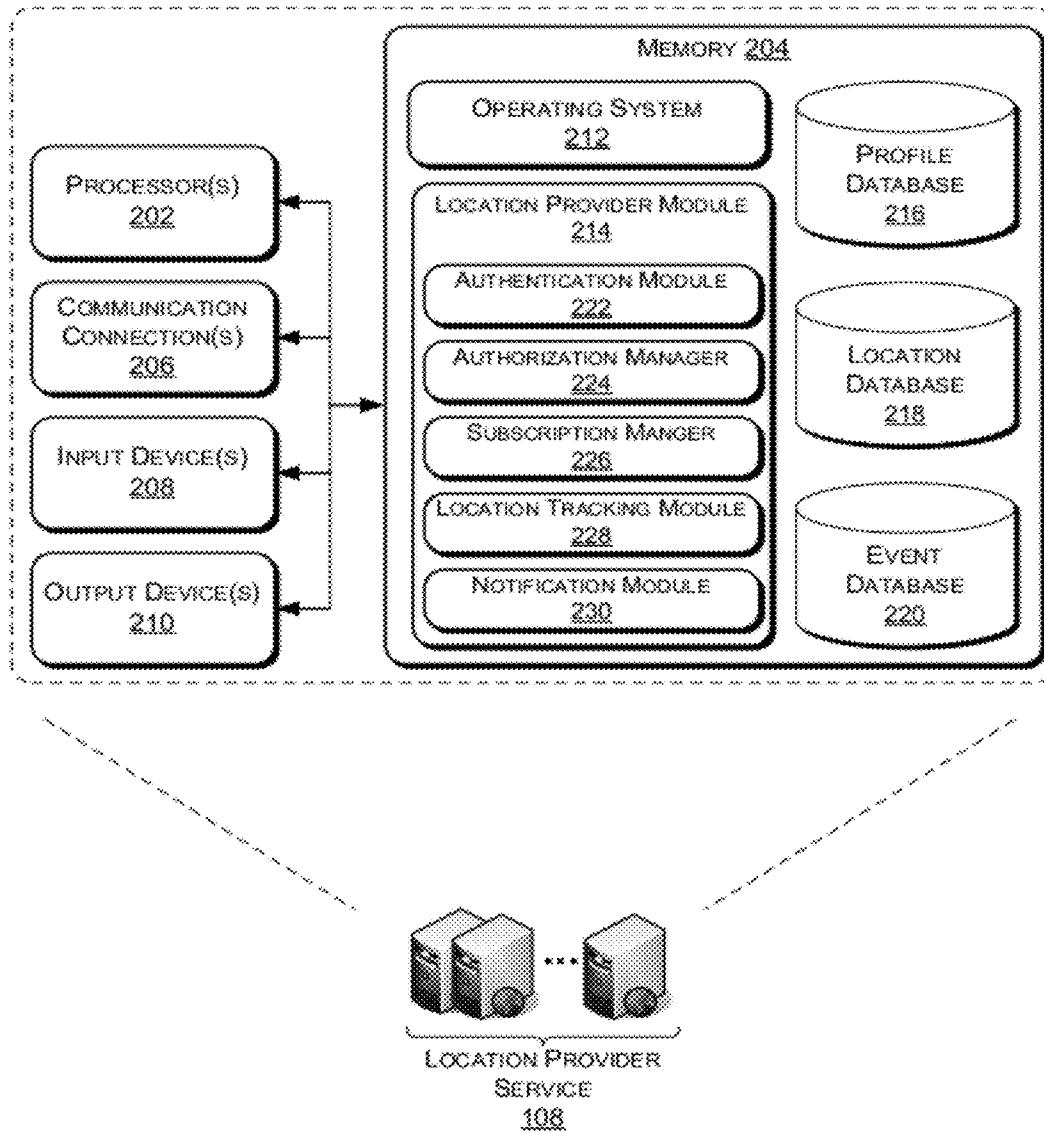 MEMORY 204
OPERATING SYSTEM
212
PROFILE
DATABASE
216
PROCESSOR(S)
202
LOCATION PROVIDER MODULE
214
COMMUNICATION
CONNECTION(S)
206
AUTHENTICATION MODULE
222
AUTHORIZATION MANAGER
224
LOCATION
DATABASE
218
INPUT DEVICE(S)
208
SUBSCRIPTION MANGER
226
LOCATION TRACKING MODULE
228
OUTPUT DEVICE(S)
210
NOTIFICATION MODULE
230
EVENT
DATABASE
220
LOCATION PROVIDER
SERVICE
108